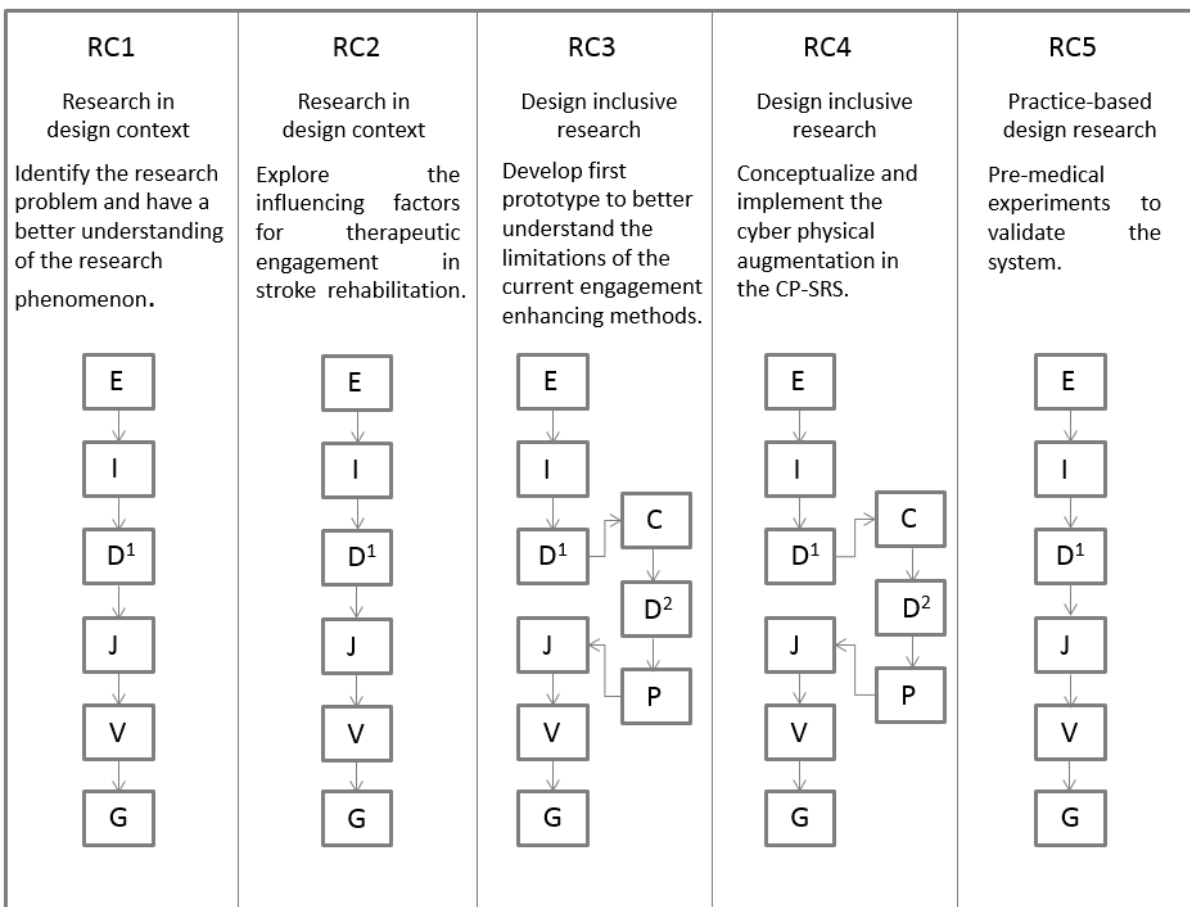 RC1
Research in
design context
Identify the research
problem and have a
better understanding
of the research
phenomenon.
E
I
D¹
J
V
G
RC2
Research in
design context
Explore the
influencing factors
for therapeutic
engagement in
stroke rehabilitation.
E
I
D¹
J
V
G
RC3
Design inclusive
research
Develop first
prototype to better
understand the
limitations of the
current engagement
enhancing methods.
E
I
D¹
C
D²
P
J
V
G
RC4
Design inclusive
research
Conceptualize and
implement the
cyber physical
augmentation in
the CP-SRS.
E
I
D¹
C
D²
P
J
V
G
RC5
Practice-based
design research
Pre-medical
experiments to
validate the
system.
E
I
D¹
J
V
G